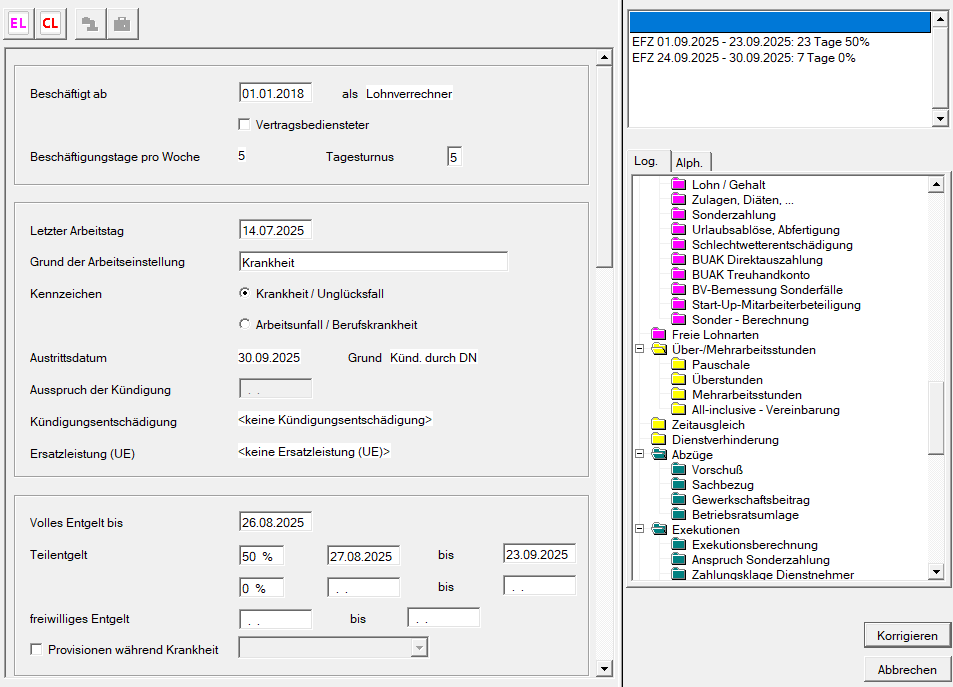 EL CL
Beschäftigt ab 01.01.2018 als Lohnverrechner
Vertragsbediensteter
Beschäftigungstage pro Woche 5 Tagesturnus 5
Letzter Arbeitstag 14.07.2025
Grund der Arbeitseinstellung Krankheit
Kennzeichen Krankheit / Unglücksfall
Arbeitsunfall / Berufskrankheit
Austrittsdatum 30.09.2025 Grund Künd. durch DN
Ausspruch der Kündigung . .
Kündigungsentschädigung <keine Kündigungsentschädigung>
Ersatzleistung (UE) <keine Ersatzleistung (UE)>
Volles Entgelt bis 26.08.2025
Teilentgelt 50 % 27.08.2025 bis 23.09.2025
0 % . . bis . .
freiwilliges Entgelt . . bis . .
Provisionen während Krankheit
EFZ 01.09.2025 - 23.09.2025: 23 Tage 50%
EFZ 24.09.2025 - 30.09.2025: 7 Tage 0%
Log. Alph.
Lohn / Gehalt
Zulagen, Diäten, ...
Sonderzahlung
Urlaubsablöse, Abfertigung
Schlechtwetterentschädigung
BUAK Direktauszahlung
BUAK Treuhandkonto
BV-Bemessung Sonderfälle
Start-Up-Mitarbeiterbeteiligung
Sonder - Berechnung
Freie Lohnarten
Über-/Mehrarbeitsstunden
Pauschale
Überstunden
Mehrarbeitsstunden
All-inclusive - Vereinbarung
Zeitausgleich
Dienstverhinderung
Abzüge
Vorschuß
Sachbezug
Gewerkschaftsbeitrag
Betriebsratsumlage
Exekutionen
Exekutionsberechnung
Anspruch Sonderzahlung
Zahlungsklage Dienstnehmer
Korrigieren
Abbrechen